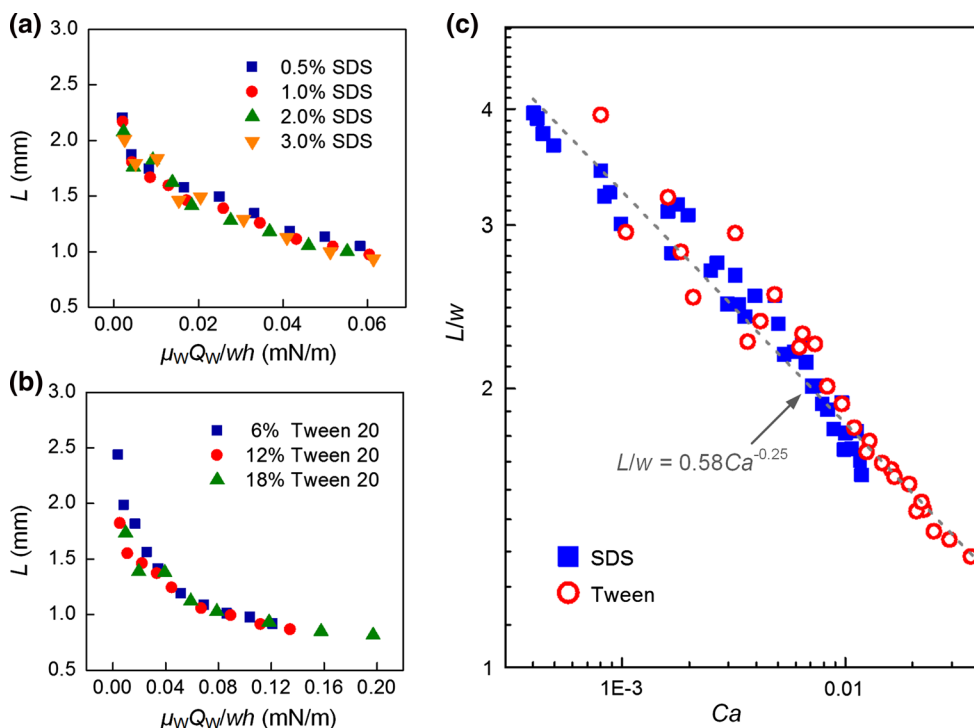 (a)
3.0
2.5
2.0
1.5
1.0
0.5
L (mm)
0.5% SDS
1.0% SDS
2.0% SDS
3.0% SDS
0.00 0.02 0.04 0.06
μWQW/wh (mN/m)
(b)
3.0
2.5
2.0
1.5
1.0
0.5
L (mm)
6% Tween 20
12% Tween 20
18% Tween 20
0.00 0.04 0.08 0.12 0.16 0.20
μWQW/wh (mN/m)
(c)
4
3
2
1
L/w
L/w = 0.58Ca-0.25
SDS
Tween
1E-3 0.01
Ca